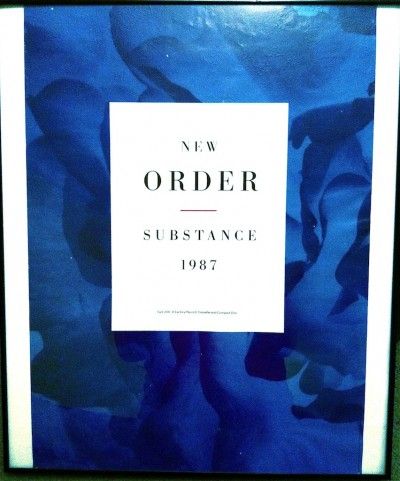 NEW
ORDER
SUBSTANCE
1987